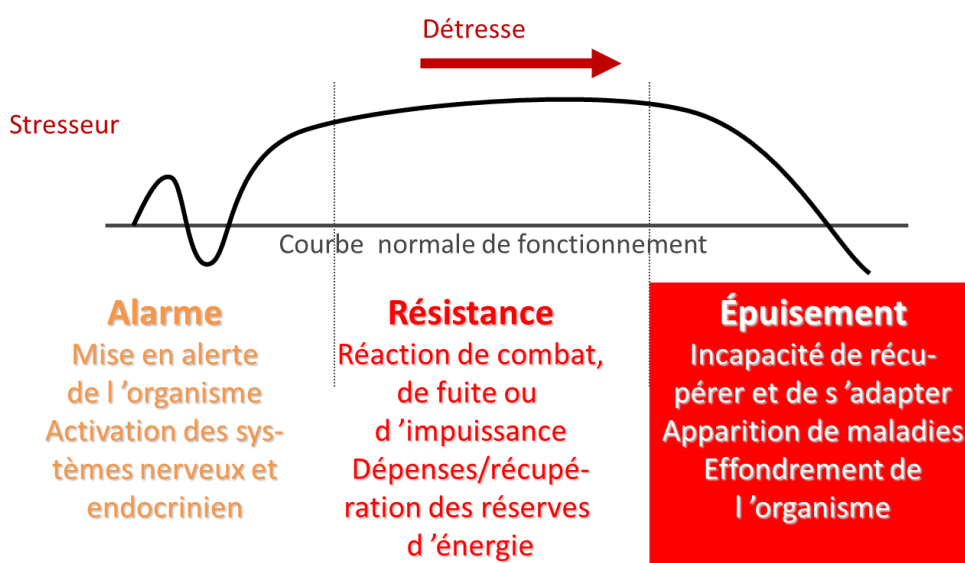 Détresse
Stresseur
Courbe normale de fonctionnement
Alarme
Mise en alerte
de l ’organisme
Activation des sys-
tèmes nerveux et
endocrinien
Résistance
Réaction de combat,
de fuite ou
d ’impuissance
Dépenses/récupé-
ration des réserves
d ’énergie
Épuisement
Incapacité de récu-
pérer et de s ’adapter
Apparition de maladies
Effondrement de
l ’organisme